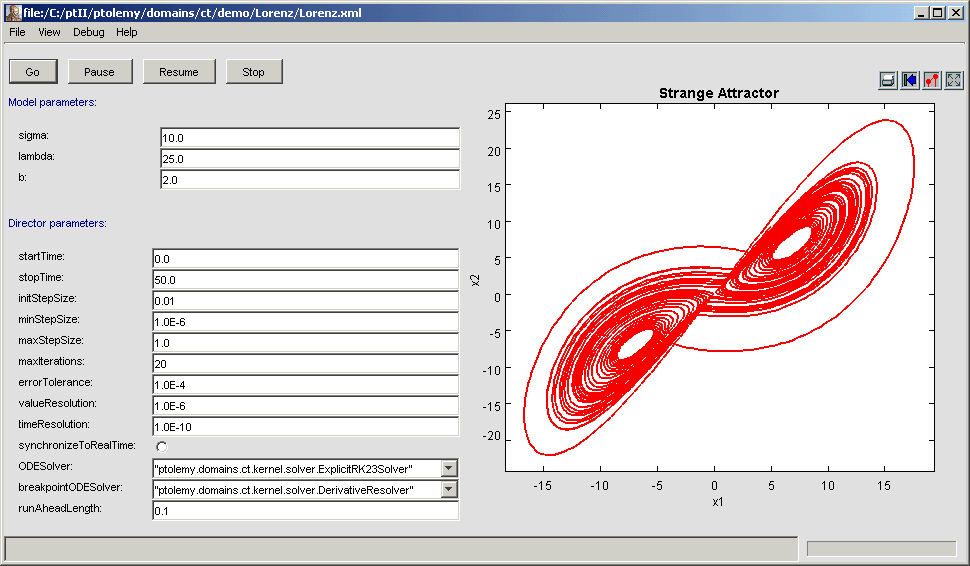 file:/C:/ptII/ptolemy/domains/ct/demo/Lorenz/Lorenz.xml
File View Debug Help
Go Pause Resume Stop
Model parameters:
sigma: 10.0
lambda: 25.0
b: 2.0
Director parameters:
startTime: 0.0
stopTime: 50.0
initStepSize: 0.01
minStepSize: 1.0E-6
maxStepSize: 1.0
maxIterations: 20
errorTolerance: 1.0E-4
valueResolution: 1.0E-6
timeResolution: 1.0E-10
synchronizeToRealTime:
ODESolver: "ptolemy.domains.ct.kernel.solver.ExplicitRK23Solver"
breakpointODESolver: "ptolemy.domains.ct.kernel.solver.DerivativeResolver"
runAheadLength: 0.1
Strange Attractor
25
20
15
10
5
0
-5
-10
-15
-20
x2
-15 -10 -5 0 5 10 15
x1